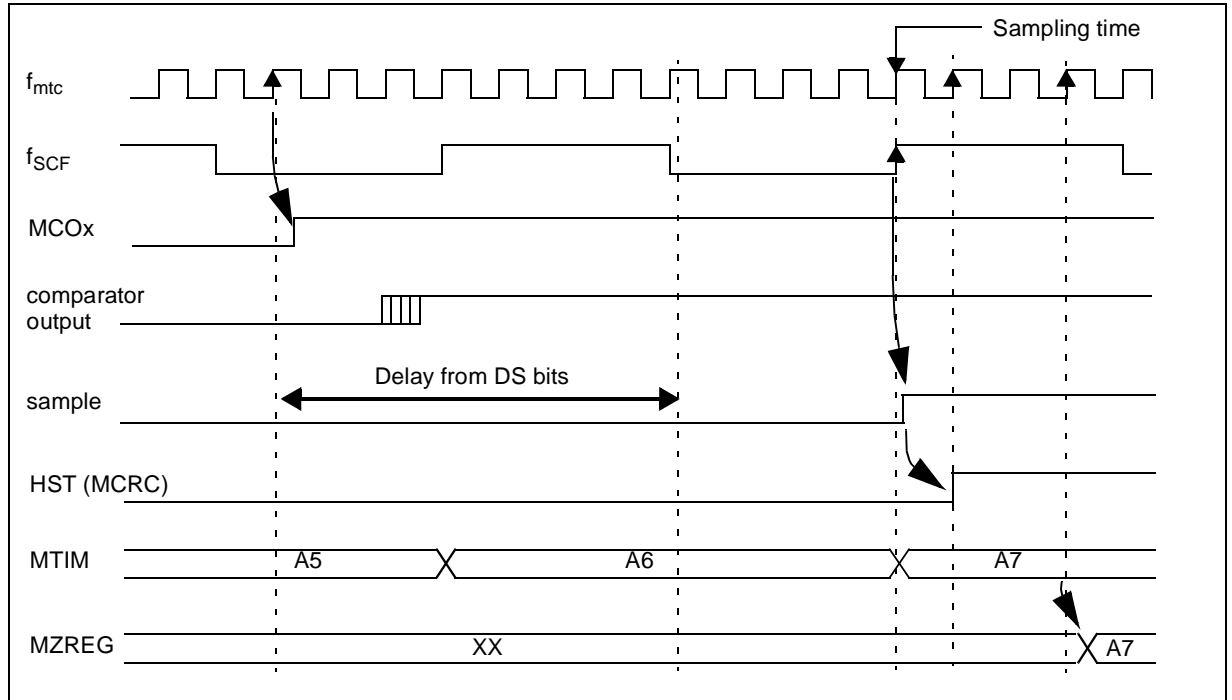 Sampling time
fmtc
fSCF
MCOx
comparator
output
Delay from DS bits
sample
HST (MCRC)
MTIM
A5
A6
A7
MZREG
XX
A7